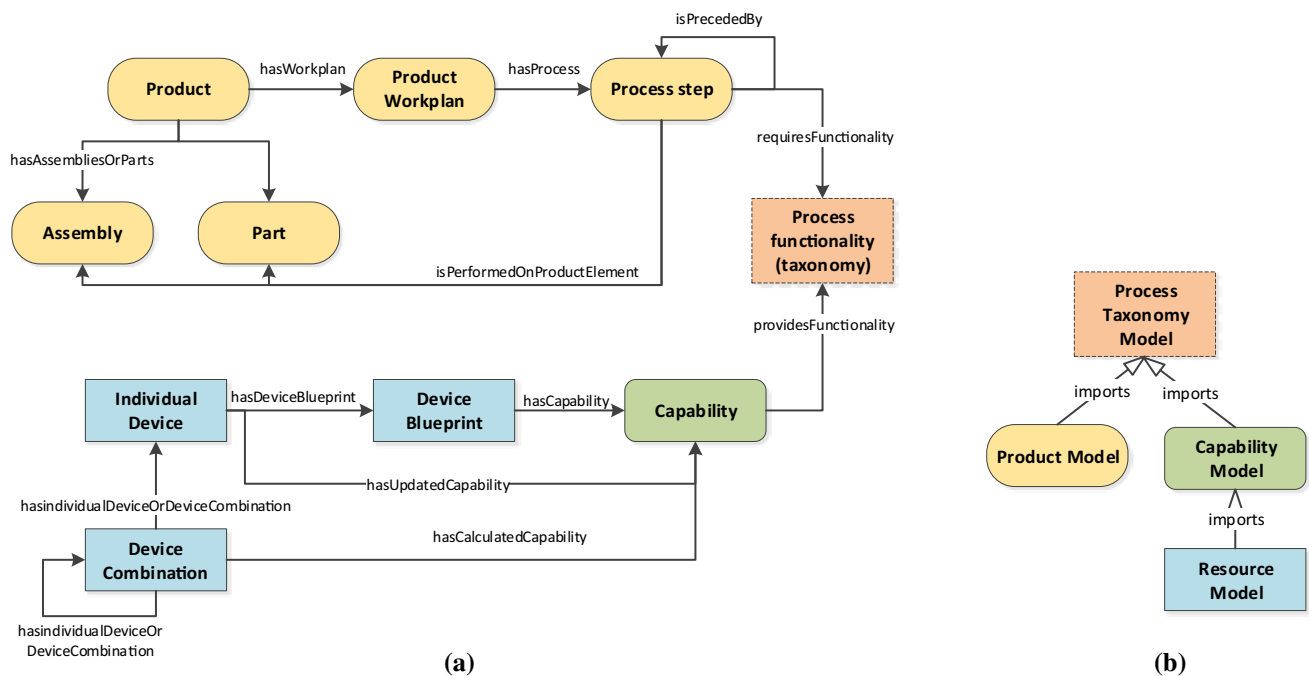 isPrecededBy
hasWorkplan
hasProcess
Product
Product
Workplan
Process step
requiresFunctionality
hasAssembliesOrParts
Assembly
Part
Process
functionality
(taxonomy)
isPerformedOnProductElement
providesFunctionality
Individual
Device
hasDeviceBlueprint
Device
Blueprint
hasCapability
Capability
hasUpdatedCapability
hasindividualDeviceOrDeviceCombination
hasCalculatedCapability
Device
Combination
hasindividualDeviceOr
DeviceCombination
(a)
Process
Taxonomy
Model
imports
imports
Product Model
Capability
Model
imports
Resource
Model
(b)